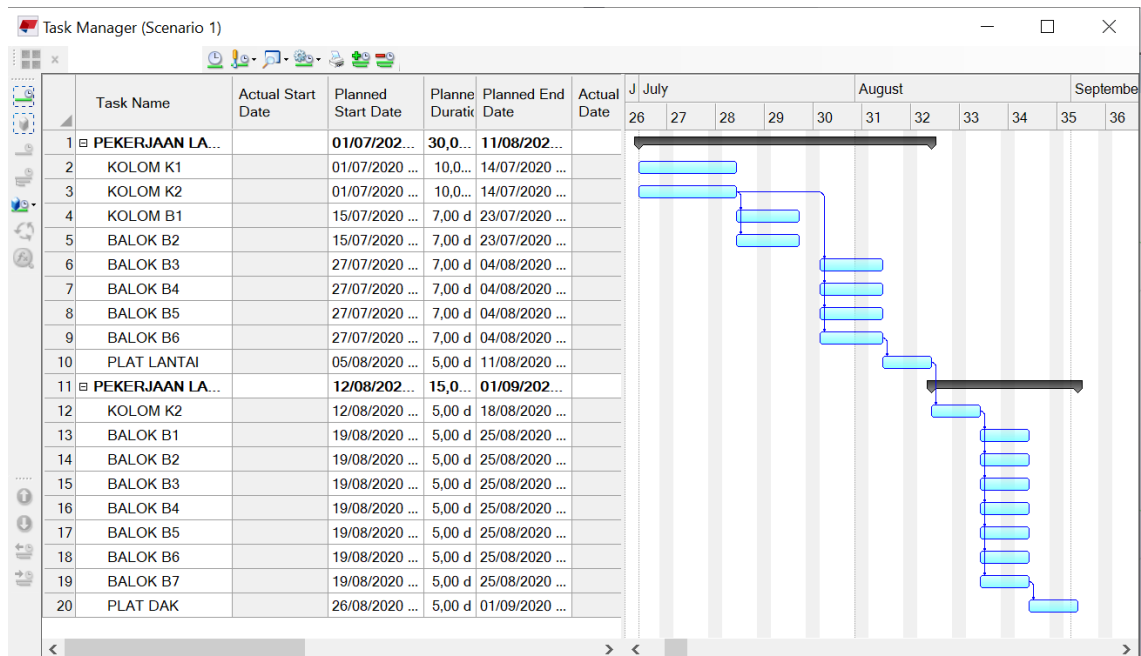 Task Manager (Scenario 1)
Task Name Actual Start Date Planned Start Date Planne Duratic Planned End Date Actual Date
J July August Septembe
26 27 28 29 30 31 32 33 34 35 36
1 PEKERJAAN LA... 01/07/202... 30,0... 11/08/202...
2 KOLOM K1 01/07/2020 ... 10,0... 14/07/2020 ...
3 KOLOM K2 01/07/2020 ... 10,0... 14/07/2020 ...
4 KOLOM B1 15/07/2020 ... 7,00 d 23/07/2020 ...
5 BALOK B2 15/07/2020 ... 7,00 d 23/07/2020 ...
6 BALOK B3 27/07/2020 ... 7,00 d 04/08/2020 ...
7 BALOK B4 27/07/2020 ... 7,00 d 04/08/2020 ...
8 BALOK B5 27/07/2020 ... 7,00 d 04/08/2020 ...
9 BALOK B6 27/07/2020 ... 7,00 d 04/08/2020 ...
10 PLAT LANTAI 05/08/2020 ... 5,00 d 11/08/2020 ...
11 PEKERJAAN LA... 12/08/202... 15,0... 01/09/202...
12 KOLOM K2 12/08/2020 ... 5,00 d 18/08/2020 ...
13 BALOK B1 19/08/2020 ... 5,00 d 25/08/2020 ...
14 BALOK B2 19/08/2020 ... 5,00 d 25/08/2020 ...
15 BALOK B3 19/08/2020 ... 5,00 d 25/08/2020 ...
16 BALOK B4 19/08/2020 ... 5,00 d 25/08/2020 ...
17 BALOK B5 19/08/2020 ... 5,00 d 25/08/2020 ...
18 BALOK B6 19/08/2020 ... 5,00 d 25/08/2020 ...
19 BALOK B7 19/08/2020 ... 5,00 d 25/08/2020 ...
20 PLAT DAK 26/08/2020 ... 5,00 d 01/09/2020 ...